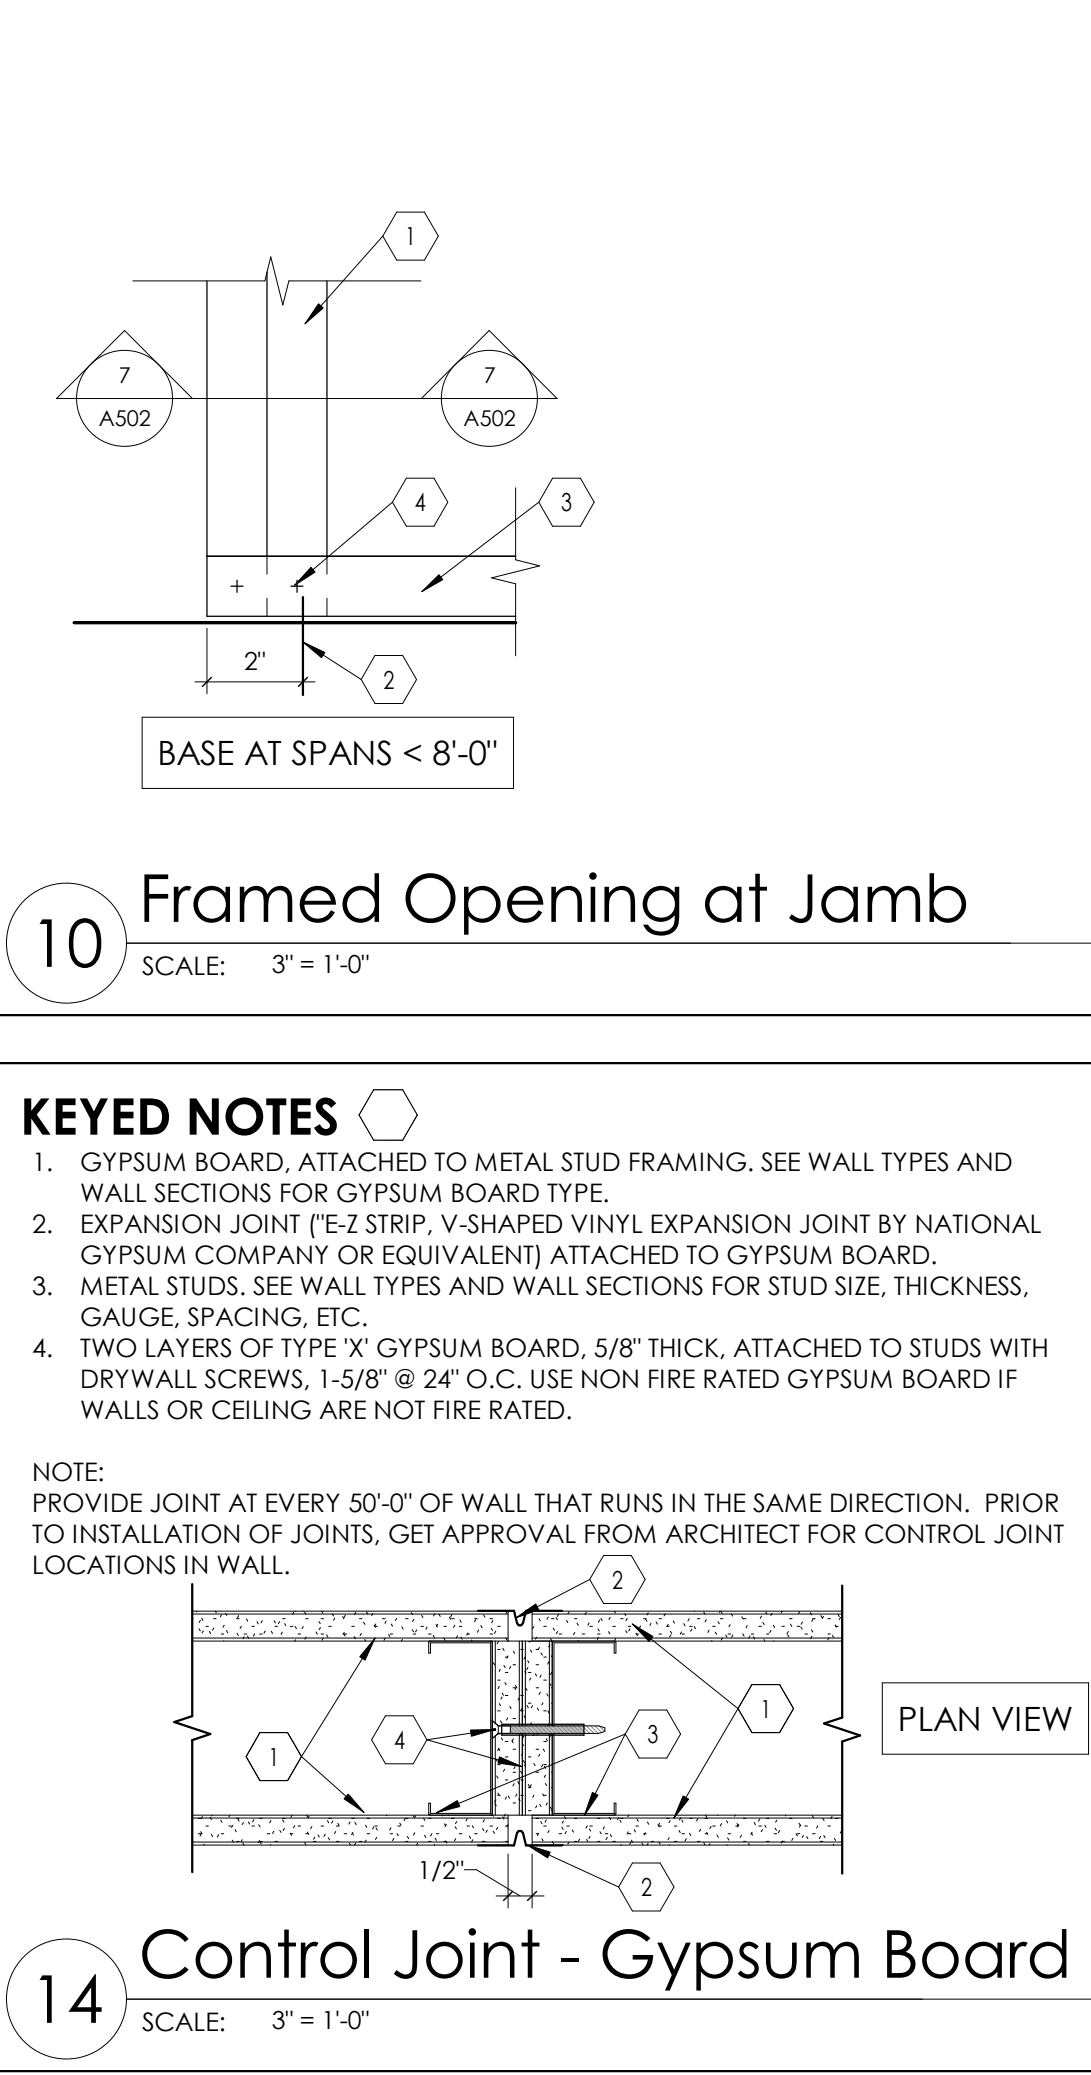 1
7
A502
7
A502
4
3
2"
2
BASE AT SPANS < 8'-0"
10
Framed Opening at Jamb
SCALE: 3" = 1'-0"
KEYED NOTES
1. GYPSUM BOARD, ATTACHED TO METAL STUD FRAMING. SEE WALL TYPES AND
WALL SECTIONS FOR GYPSUM BOARD TYPE.
2. EXPANSION JOINT ("E-Z STRIP, V-SHAPED VINYL EXPANSION JOINT BY NATIONAL
GYPSUM COMPANY OR EQUIVALENT) ATTACHED TO GYPSUM BOARD.
3. METAL STUDS. SEE WALL TYPES AND WALL SECTIONS FOR STUD SIZE, THICKNESS,
GAUGE, SPACING, ETC.
4. TWO LAYERS OF TYPE 'X' GYPSUM BOARD, 5/8" THICK, ATTACHED TO STUDS WITH
DRYWALL SCREWS, 1-5/8" @ 24" O.C. USE NON FIRE RATED GYPSUM BOARD IF
WALLS OR CEILING ARE NOT FIRE RATED.
NOTE:
PROVIDE JOINT AT EVERY 50'-0" OF WALL THAT RUNS IN THE SAME DIRECTION. PRIOR
TO INSTALLATION OF JOINTS, GET APPROVAL FROM ARCHITECT FOR CONTROL JOINT
LOCATIONS IN WALL.
2
1
PLAN VIEW
4
3
1
1/2"
2
14
Control Joint - Gypsum Board
SCALE: 3" = 1'-0"